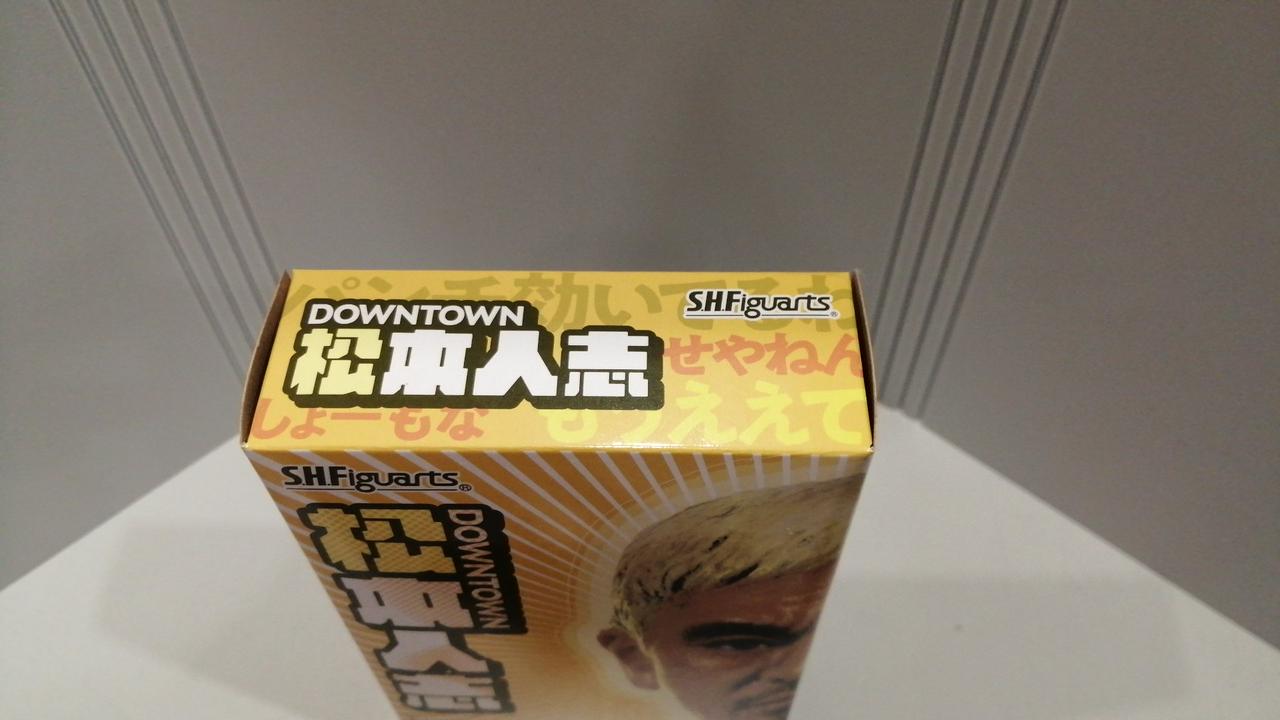 パンチ効いてるね
DOWNTOWN
S.H.Figuarts®
松本人志
せやねん
しょーもな
もうええて
S.H.Figuarts®
DOWNTOWN
松本人志